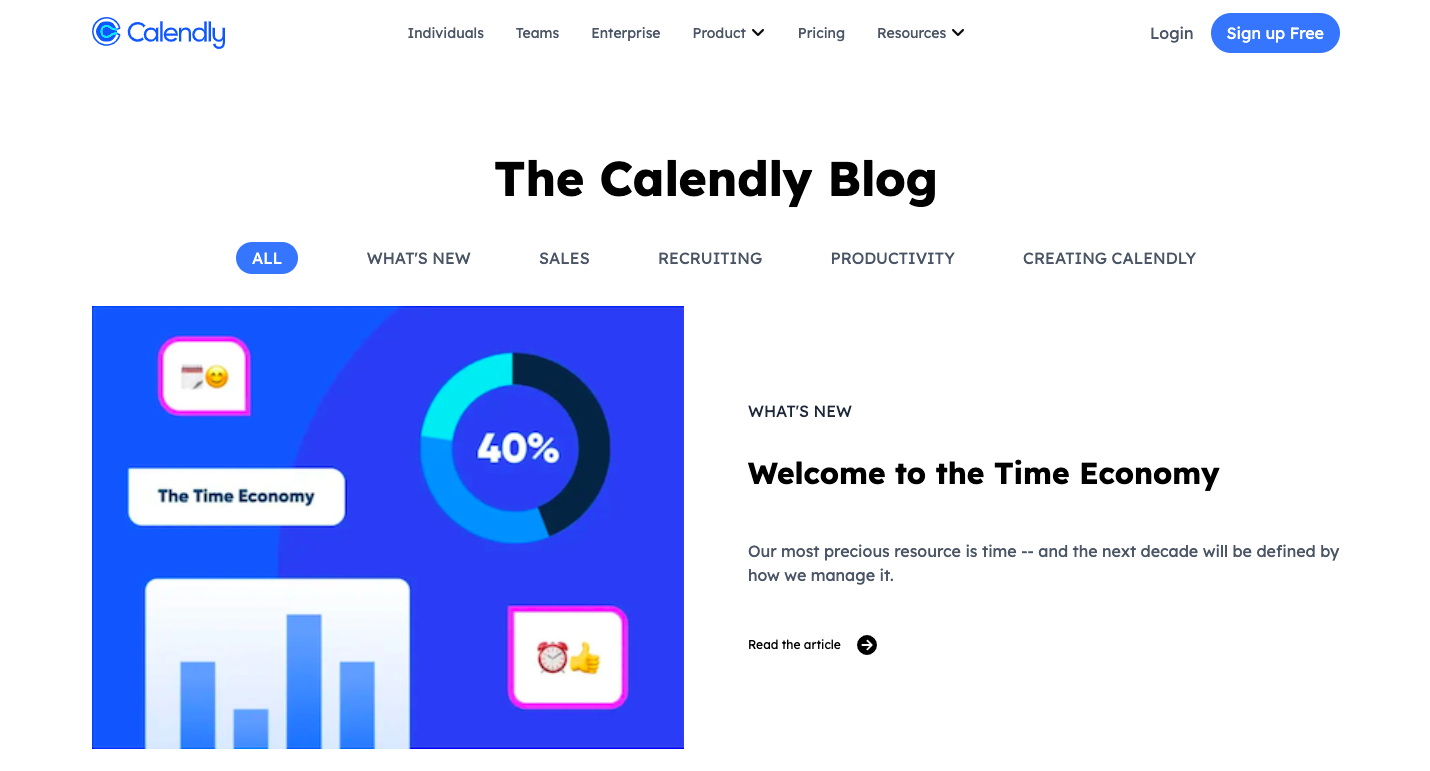 Calendly
Individuals
Teams
Enterprise
Product
Pricing
Resources
Login
Sign up Free
The Calendly Blog
ALL
WHAT'S NEW
SALES
RECRUITING
PRODUCTIVITY
CREATING CALENDLY
40%
The Time Economy
WHAT'S NEW
Welcome to the Time Economy
Our most precious resource is time -- and the next decade will be defined by
how we manage it.
Read the article